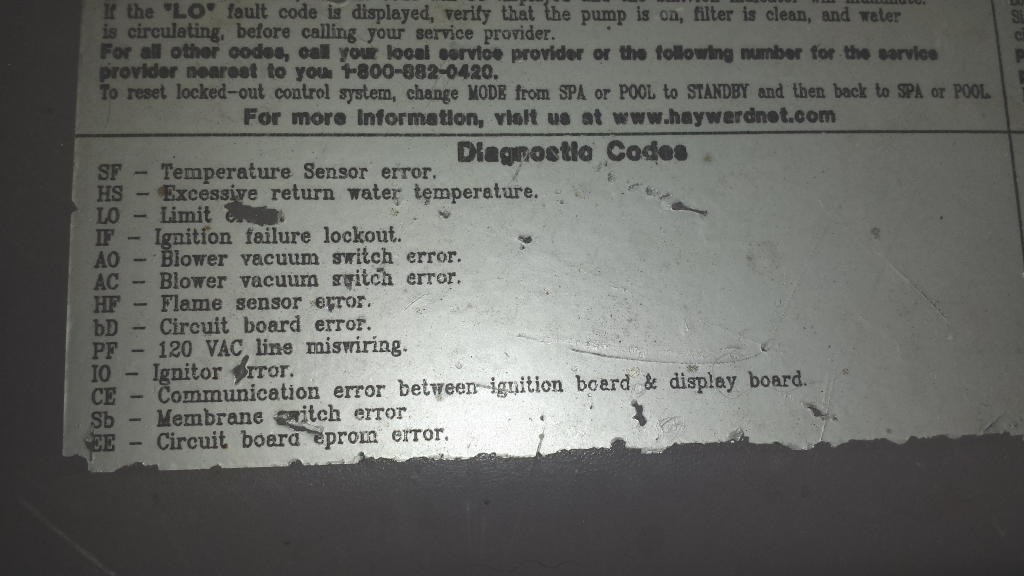 If the "LO" fault code is displayed, verify that the pump is on, filter is clean, and water
is circulating, before calling your service provider.
For all other codes, call your local service provider or the following number for the service
provider nearest to you: 1-800-882-0420.
To reset locked-out control system, change MODE from SPA or POOL to STANDBY and then back to SPA or POOL.
For more information, visit us at www.haywardnet.com
Diagnostic Codes
SF - Temperature Sensor error.
HS - Excessive return water temperature.
LO - Limit
IF - Ignition failure lockout.
AO - Blower vacuum switch error.
AC - Blower vacuum switch error.
HF - Flame sensor error.
bD - Circuit board error.
PF - 120 VAC line miswiring.
IO - Ignitor error.
CE - Communication error between ignition board & display board.
Sb - Membrane switch error
EE - Circuit board eprom error.